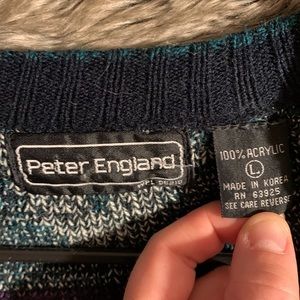 Peter England
100% ACRYLIC
L
MADE IN KOREA
RN 63925
SEE CARE REVERSE